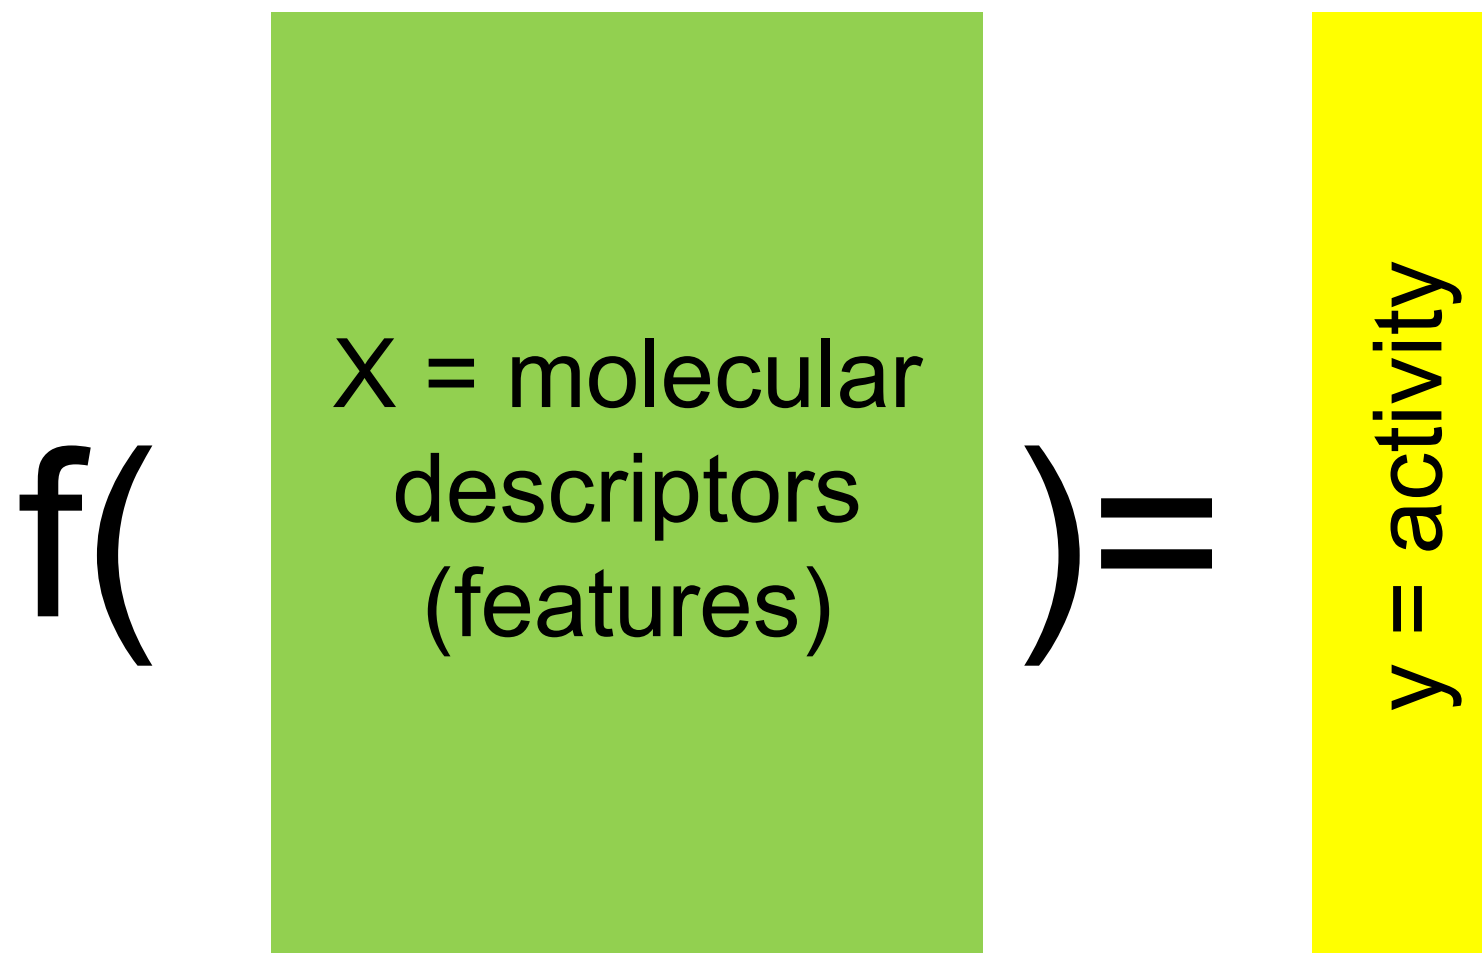 f(
X = molecular
descriptors
(features)
)=
y = activity